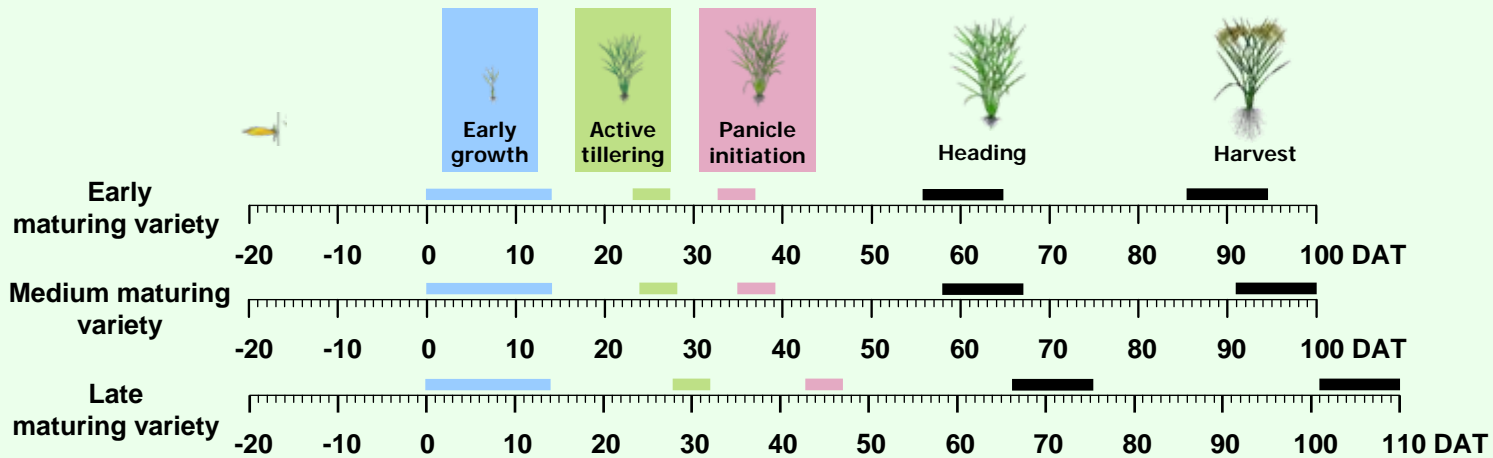 Early
growth
Active
tillering
Panicle
initiation
Heading
Harvest
Early
maturing variety
-20 -10 0 10 20 30 40 50 60 70 80 90 100 DAT
Medium maturing
variety
-20 -10 0 10 20 30 40 50 60 70 80 90 100 DAT
Late
maturing variety
-20 -10 0 10 20 30 40 50 60 70 80 90 100 110 DAT